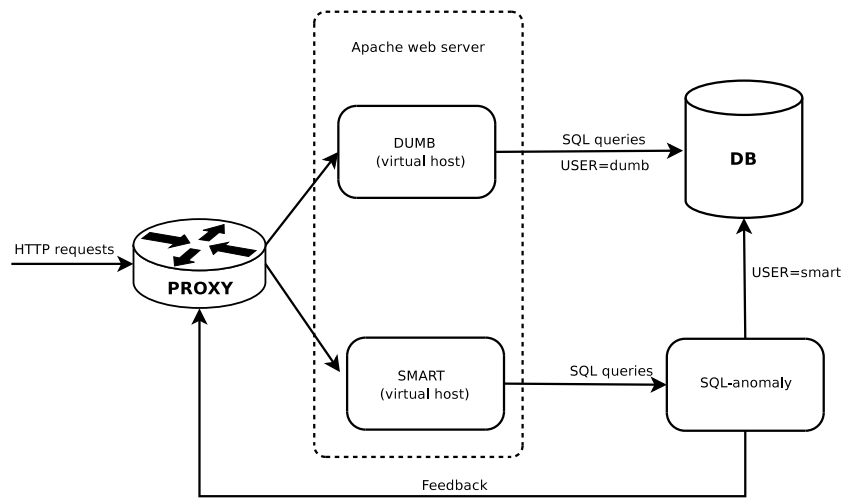 Apache web server
DUMB
(virtual host)
SQL queries
USER=dumb
DB
HTTP requests
PROXY
USER=smart
SMART
(virtual host)
SQL queries
SQL-anomaly
Feedback